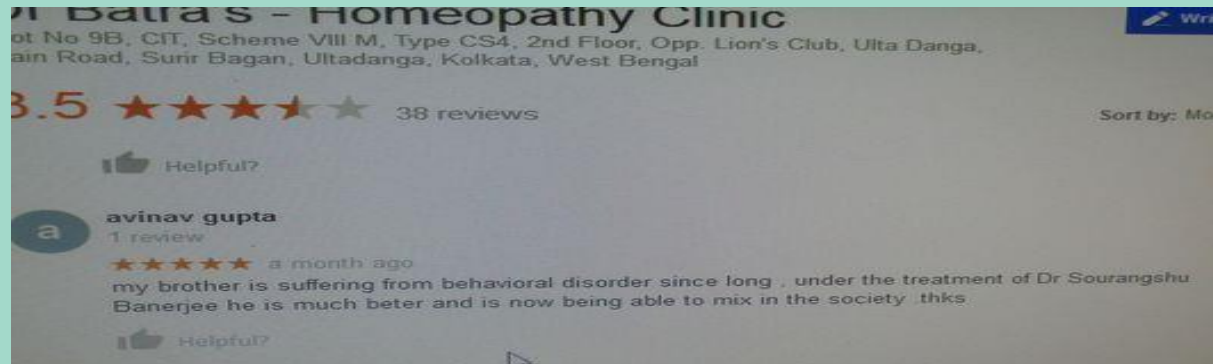 Dr Batra's - Homeopathy Clinic
Wri
ot No 9B, CIT, Scheme VIII M, Type CS4, 2nd Floor, Opp. Lion's Club, Ulta Danga,
ain Road, Surir Bagan, Ultadanga, Kolkata, West Bengal
3.5 38 reviews
Sort by: Mo
Helpful?
a
avinav gupta
1 review
a month ago
my brother is suffering from behavioral disorder since long . under the treatment of Dr Sourangshu
Banerjee he is much beter and is now being able to mix in the society .thks
Helpful?